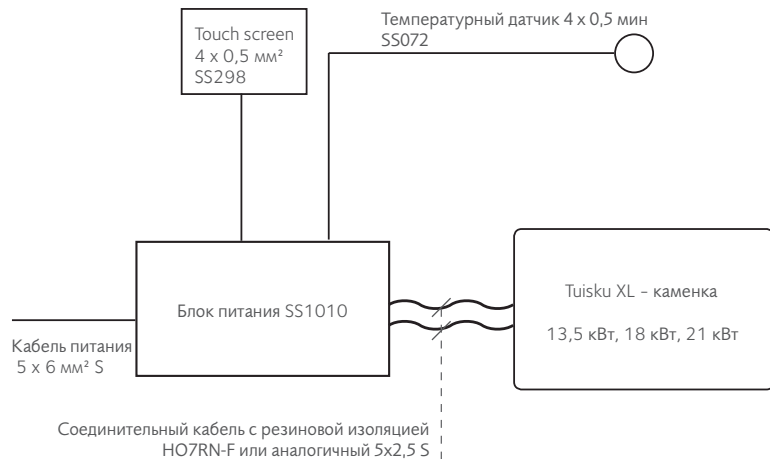 Touch screen
4 x 0,5 мм²
SS298
Температурный датчик 4 x 0,5 мин
SS072
Блок питания SS1010
Tuisku XL – каменка
13,5 кВт, 18 кВт, 21 кВт
Кабель питания
5 x 6 мм² S
Соединительный кабель с резиновой изоляцией
HO7RN-F или аналогичный 5x2,5 S